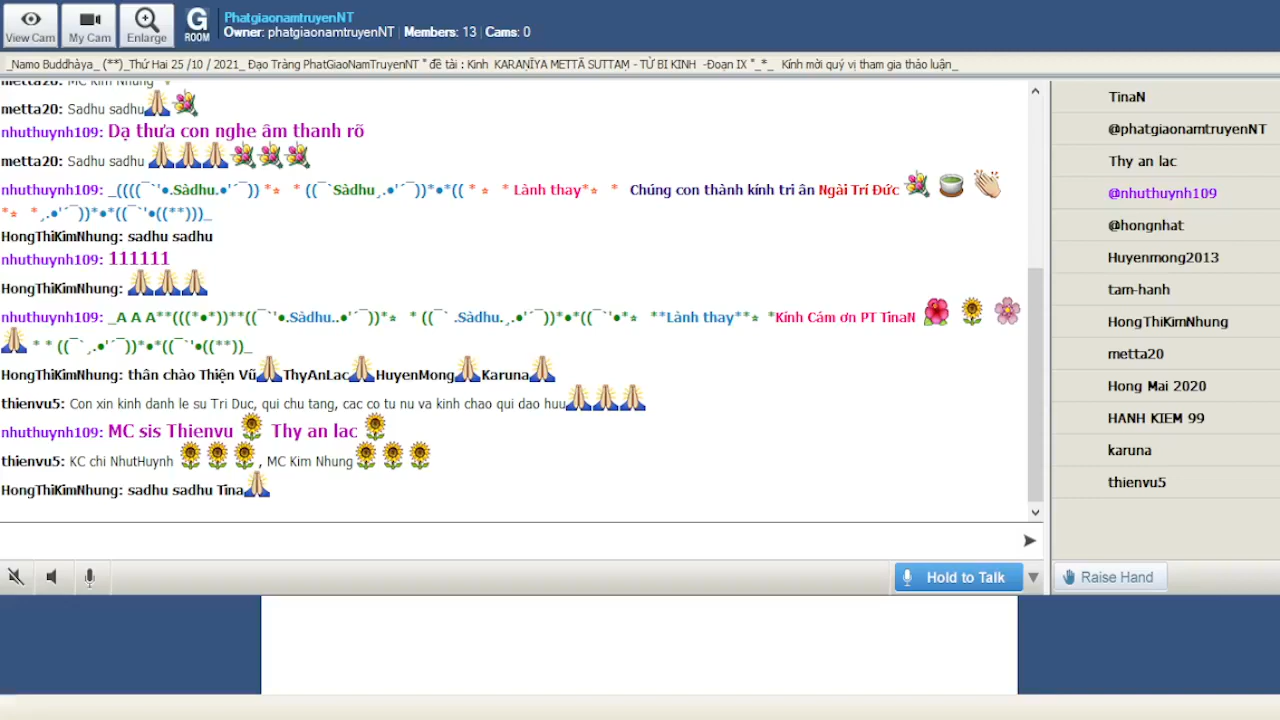 View Cam
My Cam
Enlarge
G ROOM
PhatgiaonamtruyenNT
Owner: phatgiaonamtruyenNT | Members: 13 | Cams: 0
_Namo Buddhàya_ (**)_Thứ Hai 25 /10 / 2021_ Đạo Tràng PhatGiaoNamTruyenNT " đề tài : Kinh KARAṆĪYA METTĀ SUTTAṂ - TỪ BI KINH -Đoạn IX "_*_ Kính mời quý vị tham gia thảo luận_
metta20: MC Kim Nhung
metta20: Sadhu sadhu
nhuthuynh109: Dạ thưa con nghe âm thanh rõ
metta20: Sadhu sadhu
nhuthuynh109: _((((¯`'●.Sàdhu.●'´¯)) *⭑ * ((¯`Sàdhu¸.●'´¯))*●*(( * ⭑ * Lành thay*⭑ * Chúng con thành kính tri ân Ngài Trí Đức
*⭑ *¸.●'´¯))*●*((¯`'●((**)))_
HongThiKimNhung: sadhu sadhu
nhuthuynh109: 111111
HongThiKimNhung:
nhuthuynh109: _A A A**(((*●*))**((¯`'●.Sàdhu..●'´¯))*⭑ * ((¯` .Sàdhu.¸.●'´¯))*●*((¯`'●*⭑ **Lành thay**⭑ *Kính Cám ơn PT TinaN
* * ((¯`¸.●'´¯))*●*((¯`'●((**))_
HongThiKimNhung: thân chào Thiện Vũ ThyAnLac HuyenMong Karuna
thienvu5: Con xin kinh danh le su Tri Duc, qui chu tang, cac co tu nu va kinh chao qui dao huu
nhuthuynh109: MC sis Thienvu Thy an lac
thienvu5: KC chi NhutHuynh , MC Kim Nhung
HongThiKimNhung: sadhu sadhu Tina
Hold to Talk
TinaN
@phatgiaonamtruyenNT
Thy an lac
@nhuthuynh109
@hongnhat
Huyenmong2013
tam-hanh
HongThiKimNhung
metta20
Hong Mai 2020
HANH KIEM 99
karuna
thienvu5
Raise Hand